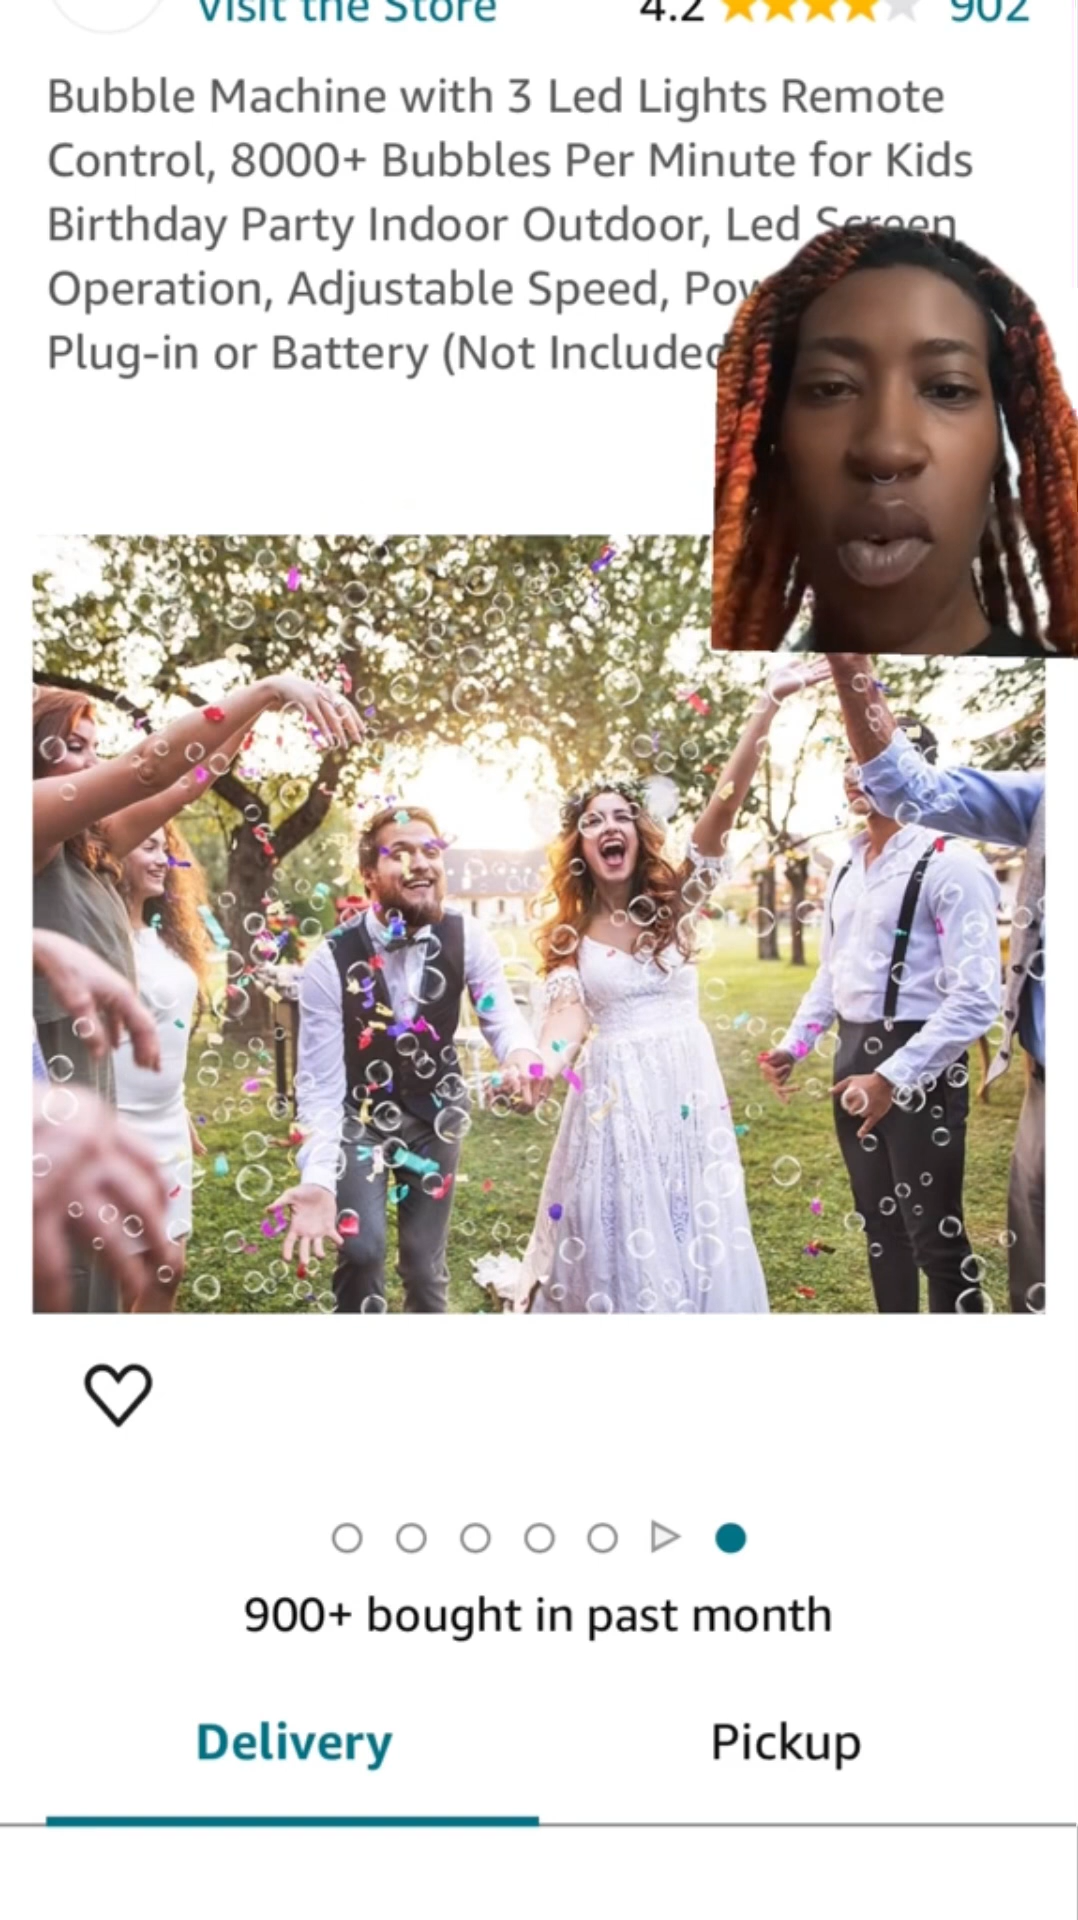 Visit the Store 4.2 902
Bubble Machine with 3 Led Lights Remote
Control, 8000+ Bubbles Per Minute for Kids
Birthday Party Indoor Outdoor, Led Screen
Operation, Adjustable Speed,
Plug-in or Battery (Not Included
900+ bought in past month
Delivery Pickup